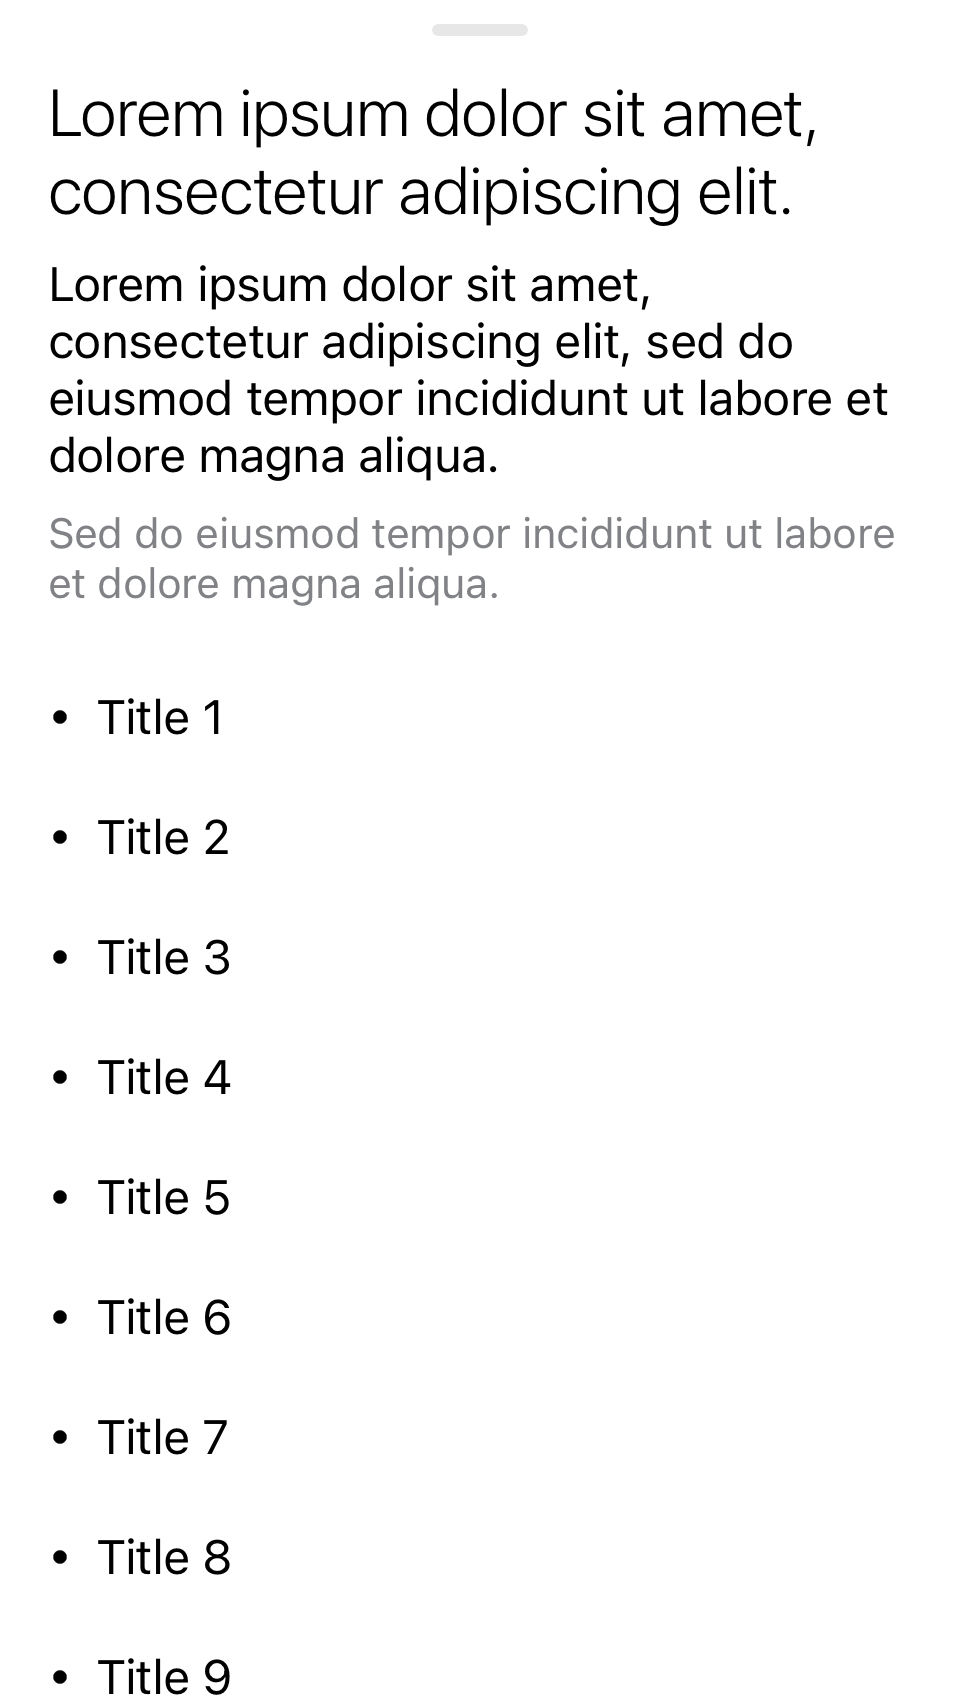 Lorem ipsum dolor sit amet,
consectetur adipiscing elit.
Lorem ipsum dolor sit amet,
consectetur adipiscing elit, sed do
eiusmod tempor incididunt ut labore et
dolore magna aliqua.
Sed do eiusmod tempor incididunt ut labore
et dolore magna aliqua.
• Title 1
• Title 2
• Title 3
• Title 4
• Title 5
• Title 6
• Title 7
• Title 8
• Title 9